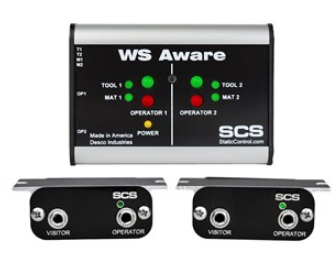 T1
T2
M1
M2
WS Aware
TOOL 1
TOOL 2
MAT 1
MAT 2
OP1
OPERATOR 1
OPERATOR 2
OP2
POWER
Made in America
Desco Industries
SCS
StaticControl.com
SCS
VISITOR
OPERATOR
SCS
VISITOR
OPERATOR